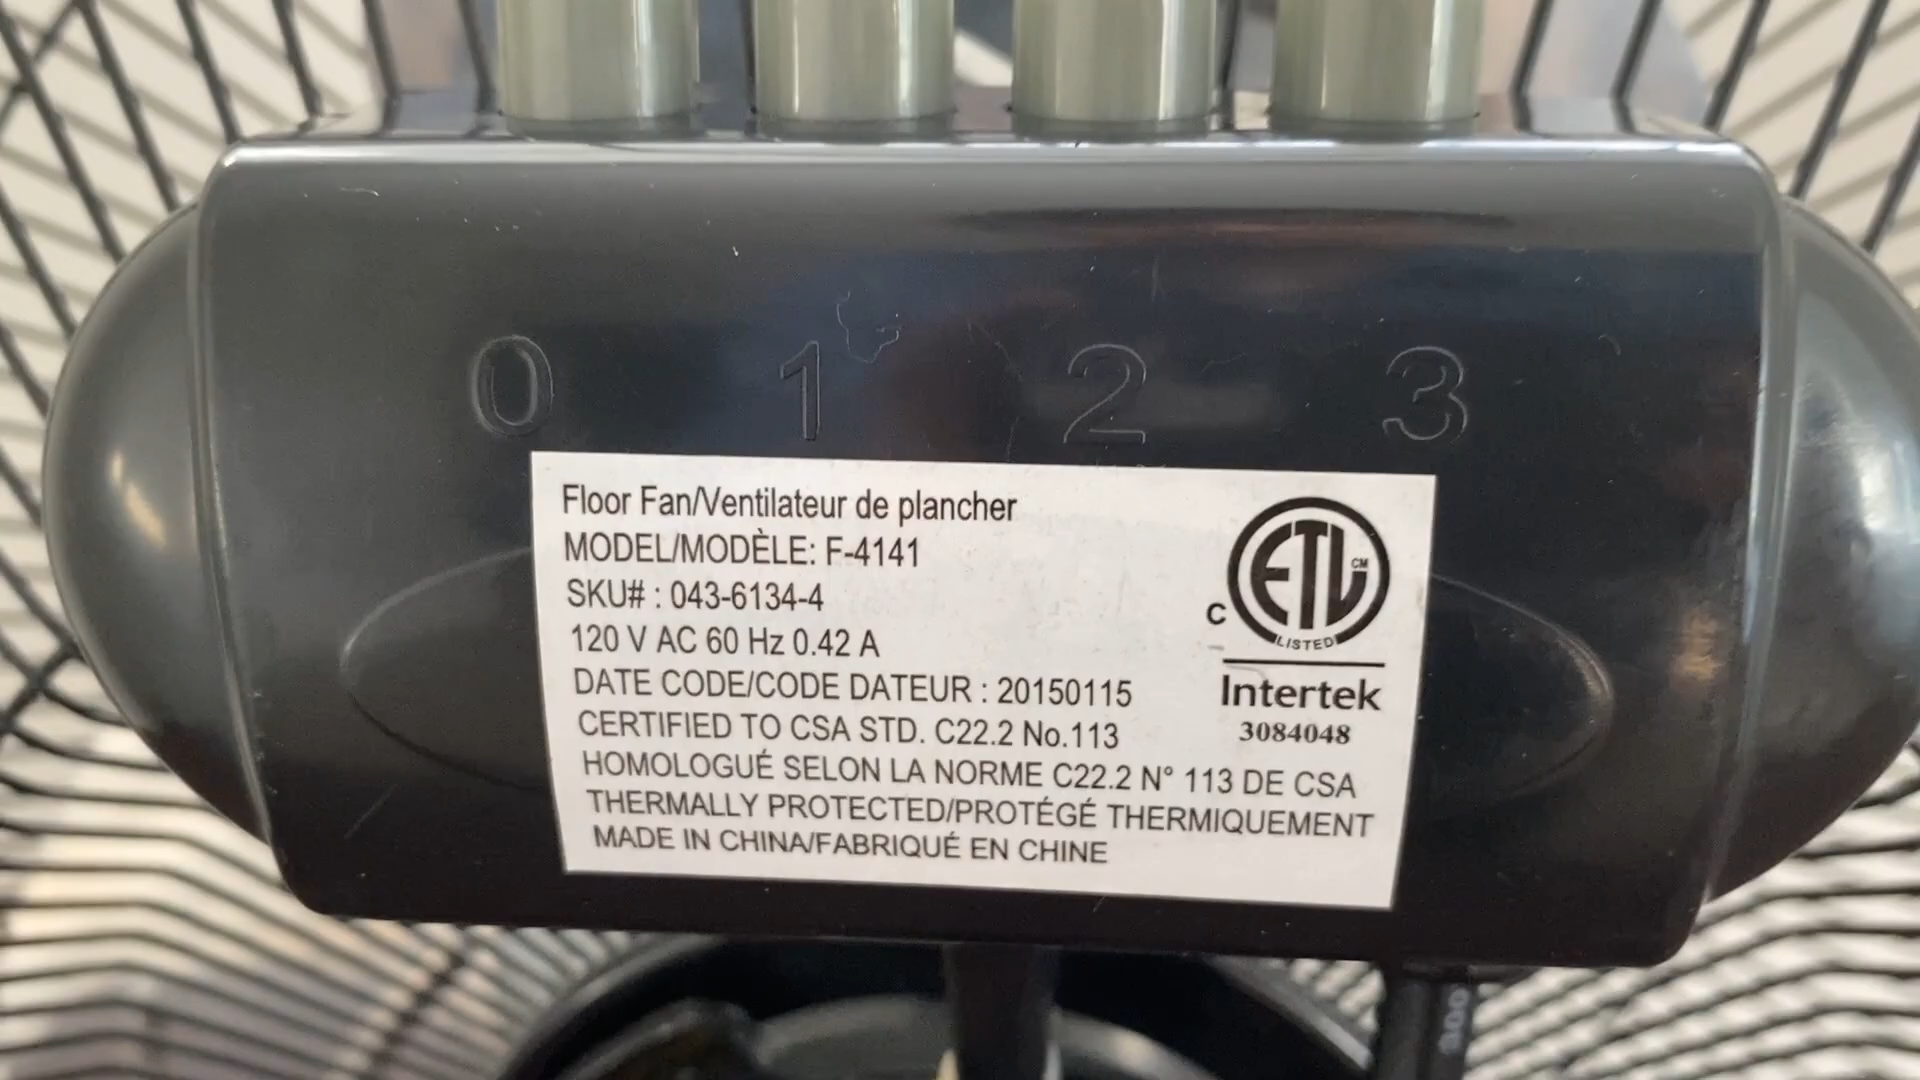 0 1 2 3
Floor Fan/Ventilateur de plancher
MODEL/MODÈLE: F-4141
SKU# : 043-6134-4
120 V AC 60 Hz 0.42 A
DATE CODE/CODE DATEUR : 20150115
CERTIFIED TO CSA STD. C22.2 No.113
HOMOLOGUÉ SELON LA NORME C22.2 N° 113 DE CSA
THERMALLY PROTECTED/PROTÉGÉ THERMIQUEMENT
MADE IN CHINA/FABRIQUÉ EN CHINE
ETL CM
C
LISTED
Intertek
3084048